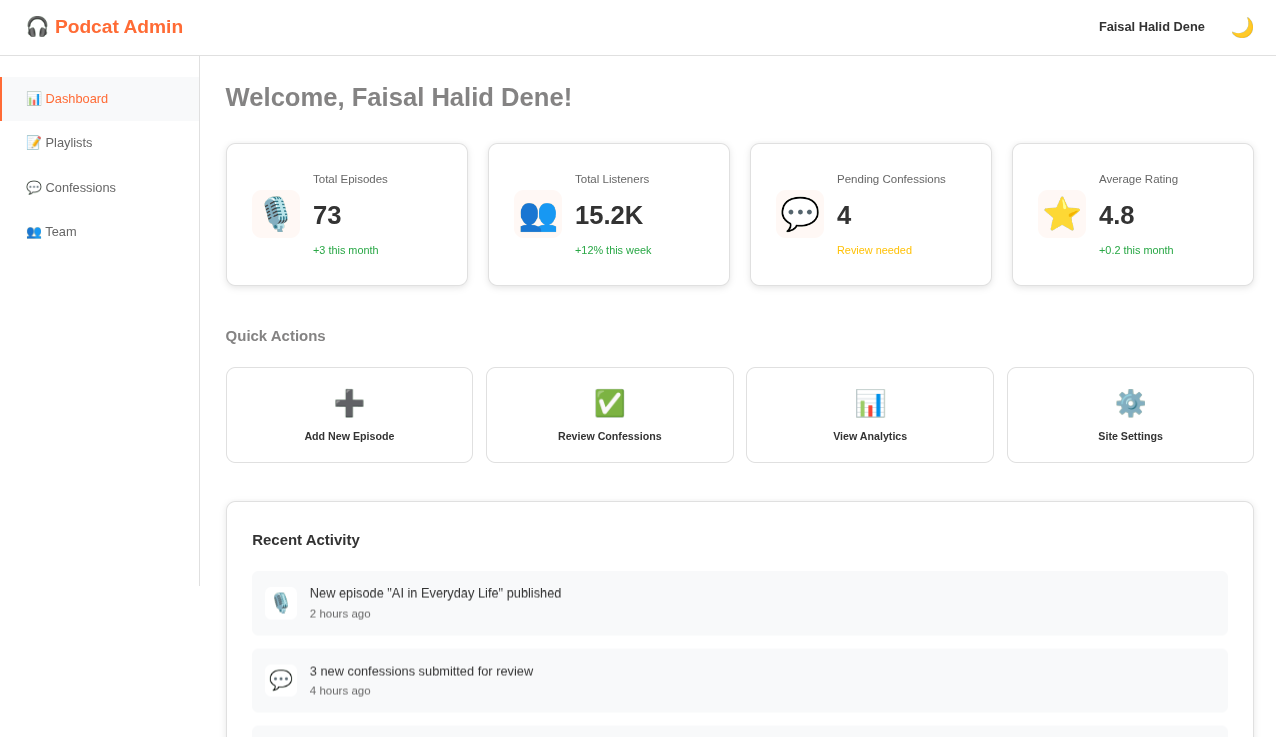 Podcat Admin
Faisal Halid Dene
Dashboard
Playlists
Confessions
Team
Welcome, Faisal Halid Dene!
Total Episodes
73
+3 this month
Total Listeners
15.2K
+12% this week
Pending Confessions
4
Review needed
Average Rating
4.8
+0.2 this month
Quick Actions
Add New Episode
Review Confessions
View Analytics
Site Settings
Recent Activity
New episode "AI in Everyday Life" published
2 hours ago
3 new confessions submitted for review
4 hours ago